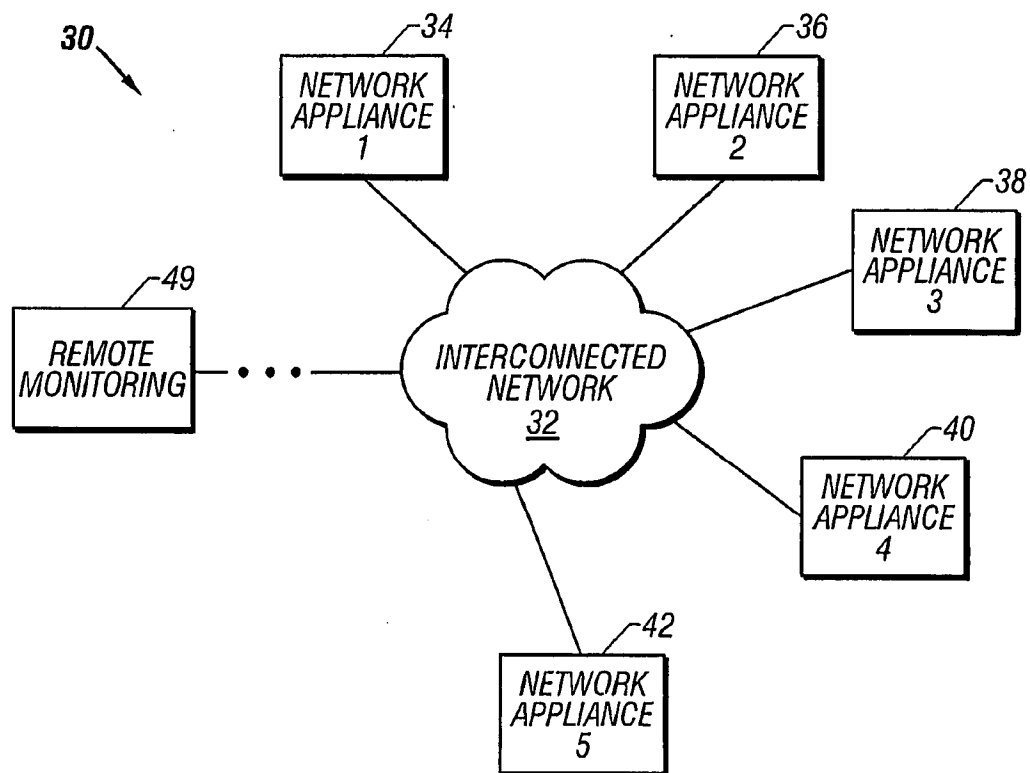 30
34
NETWORK
APPLIANCE
1
36
NETWORK
APPLIANCE
2
38
NETWORK
APPLIANCE
3
49
REMOTE
MONITORING
INTERCONNECTED
NETWORK
32
40
NETWORK
APPLIANCE
4
42
NETWORK
APPLIANCE
5